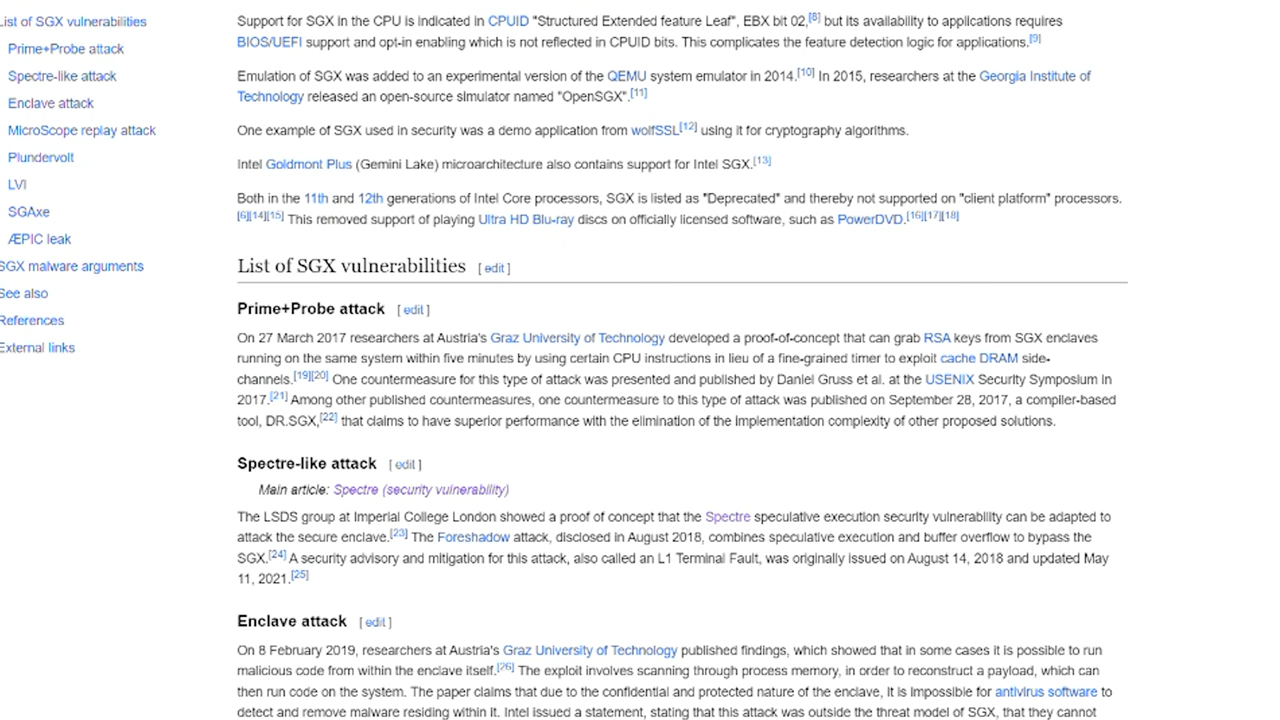 List of SGX vulnerabilities
Prime+Probe attack
Spectre-like attack
Enclave attack
MicroScope replay attack
Plundervolt
LVI
SGAxe
ÆPIC leak
SGX malware arguments
See also
References
External links
Support for SGX in the CPU is indicated in CPUID "Structured Extended feature Leaf", EBX bit 02,[8] but its availability to applications requires
BIOS/UEFI support and opt-in enabling which is not reflected in CPUID bits. This complicates the feature detection logic for applications.[9]
Emulation of SGX was added to an experimental version of the QEMU system emulator in 2014.[10] In 2015, researchers at the Georgia Institute of
Technology released an open-source simulator named "OpenSGX".[11]
One example of SGX used in security was a demo application from wolfSSL[12] using it for cryptography algorithms.
Intel Goldmont Plus (Gemini Lake) microarchitecture also contains support for Intel SGX.[13]
Both in the 11th and 12th generations of Intel Core processors, SGX is listed as "Deprecated" and thereby not supported on "client platform" processors.
[6][14][15] This removed support of playing Ultra HD Blu-ray discs on officially licensed software, such as PowerDVD.[16][17][18]
List of SGX vulnerabilities [ edit ]
Prime+Probe attack [ edit ]
On 27 March 2017 researchers at Austria's Graz University of Technology developed a proof-of-concept that can grab RSA keys from SGX enclaves
running on the same system within five minutes by using certain CPU instructions in lieu of a fine-grained timer to exploit cache DRAM side-
channels.[19][20] One countermeasure for this type of attack was presented and published by Daniel Gruss et al. at the USENIX Security Symposium in
2017.[21] Among other published countermeasures, one countermeasure to this type of attack was published on September 28, 2017, a compiler-based
tool, DR.SGX,[22] that claims to have superior performance with the elimination of the implementation complexity of other proposed solutions.
Spectre-like attack [ edit ]
Main article: Spectre (security vulnerability)
The LSDS group at Imperial College London showed a proof of concept that the Spectre speculative execution security vulnerability can be adapted to
attack the secure enclave.[23] The Foreshadow attack, disclosed in August 2018, combines speculative execution and buffer overflow to bypass the
SGX.[24] A security advisory and mitigation for this attack, also called an L1 Terminal Fault, was originally issued on August 14, 2018 and updated May
11, 2021.[25]
Enclave attack [ edit ]
On 8 February 2019, researchers at Austria's Graz University of Technology published findings, which showed that in some cases it is possible to run
malicious code from within the enclave itself.[26] The exploit involves scanning through process memory, in order to reconstruct a payload, which can
then run code on the system. The paper claims that due to the confidential and protected nature of the enclave, it is impossible for antivirus software to
detect and remove malware residing within it. Intel issued a statement, stating that this attack was outside the threat model of SGX, that they cannot